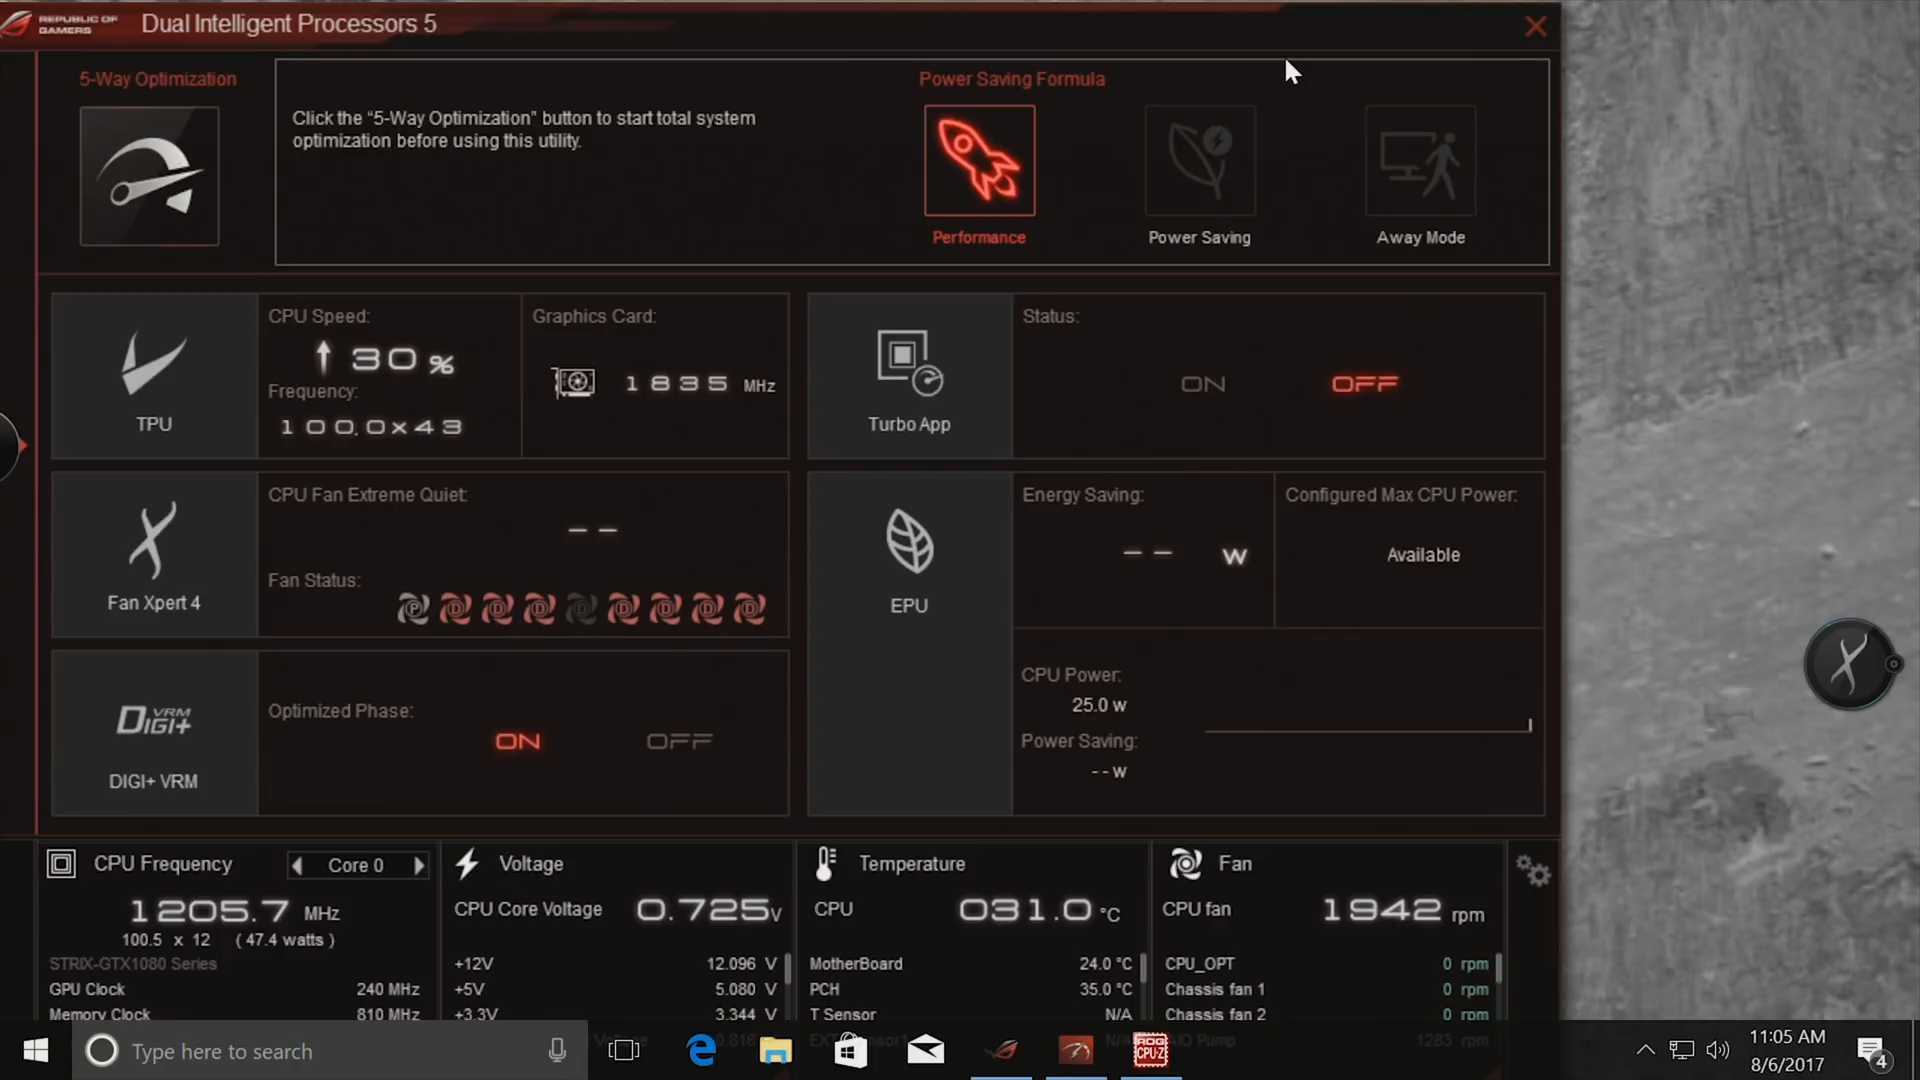 REPUBLIC OF
GAMERS
Dual Intelligent Processors 5
5-Way Optimization
Click the “5-Way Optimization” button to start total system
optimization before using this utility.
Power Saving Formula
Performance
Power Saving
Away Mode
TPU
CPU Speed:
30 %
Frequency:
100.0x43
Graphics Card:
1835 MHz
Turbo App
Status:
ON OFF
Fan Xpert 4
CPU Fan Extreme Quiet:
--
Fan Status:
P D D D D D D D D
EPU
Energy Saving:
-- W
Configured Max CPU Power:
Available
CPU Power:
25.0 w
Power Saving:
-- w
DIGI+ VRM
DIGI+ VRM
Optimized Phase:
ON OFF
CPU Frequency
Core 0
1205.7 MHz
100.5 x 12 ( 47.4 watts )
STRIX-GTX1080 Series
GPU Clock 240 MHz
Memory Clock 810 MHz
Voltage
CPU Core Voltage 0.725V
+12V 12.096 V
+5V 5.080 V
+3.3V 3.344 V
Temperature
CPU 031.0 °C
MotherBoard 24.0 °C
PCH 35.0 °C
T Sensor N/A
Fan
CPU fan 1942 rpm
CPU_OPT 0 rpm
Chassis fan 1 0 rpm
Chassis fan 2 0 rpm
1283 rpm
Type here to search
ROG
CPU-Z
11:05 AM
8/6/2017
4